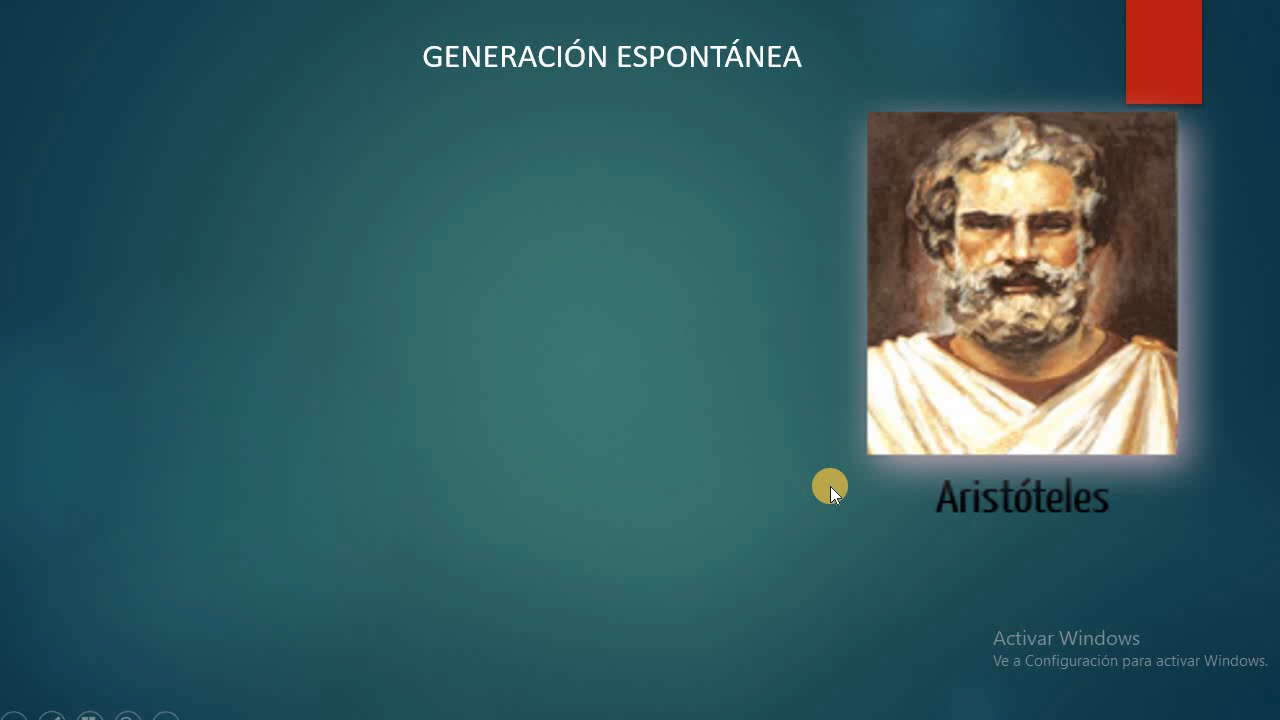 GENERACIÓN ESPONTÁNEA
Aristóteles
Activar Windows
Ve a Configuración para activar Windows.